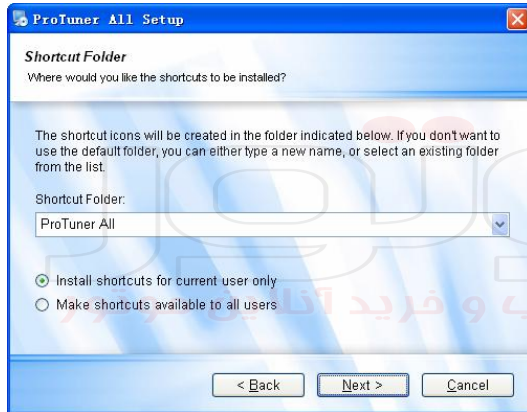 ProTuner All Setup
Shortcut Folder
Where would you like the shortcuts to be installed?
The shortcut icons will be created in the folder indicated below. If you don't want to
use the default folder, you can either type a new name, or select an existing folder
from the list.
Shortcut Folder:
ProTuner All
Install shortcuts for current user only
Make shortcuts available to all users
و خرید آنلاین
< Back
Next >
Cancel